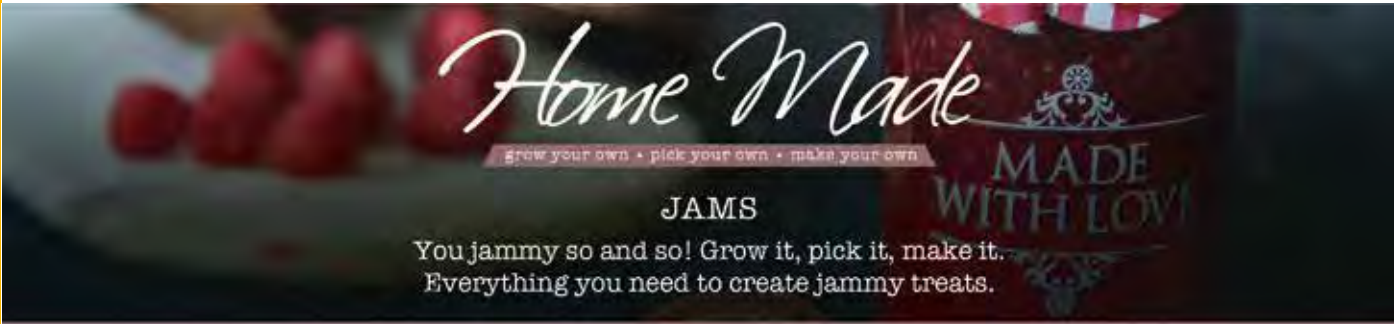 Home Made
grow your own • pick your own • make your own
MADE
WITH LOV
JAMS
You jammy so and so! Grow it, pick it, make it.
Everything you need to create jammy treats.